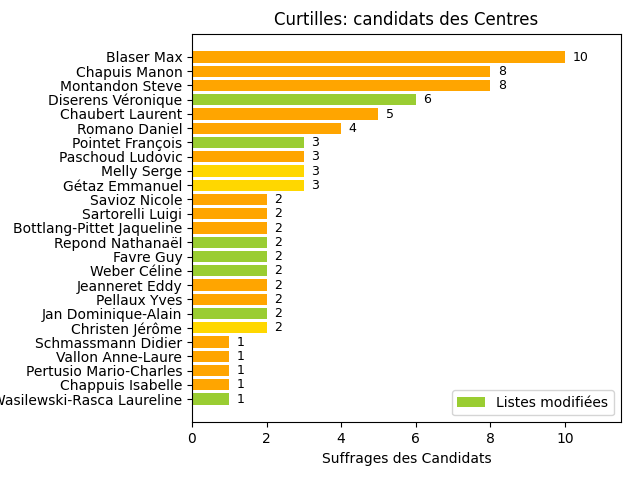 Curtilles: candidats des Centres
Blaser Max 10
Chapuis Manon 8
Montandon Steve 8
Diserens Véronique 6
Chaubert Laurent 5
Romano Daniel 4
Pointet François 3
Paschoud Ludovic 3
Melly Serge 3
Gétaz Emmanuel 3
Savioz Nicole 2
Sartorelli Luigi 2
Bottlang-Pittet Jaqueline 2
Repond Nathanaël 2
Favre Guy 2
Weber Céline 2
Jeanneret Eddy 2
Pellaux Yves 2
Jan Dominique-Alain 2
Christen Jérôme 2
Schmassmann Didier 1
Vallon Anne-Laure 1
Pertusio Mario-Charles 1
Chappuis Isabelle 1
Wasilewski-Rasca Laureline 1
Listes modifiées
0 2 4 6 8 10
Suffrages des Candidats